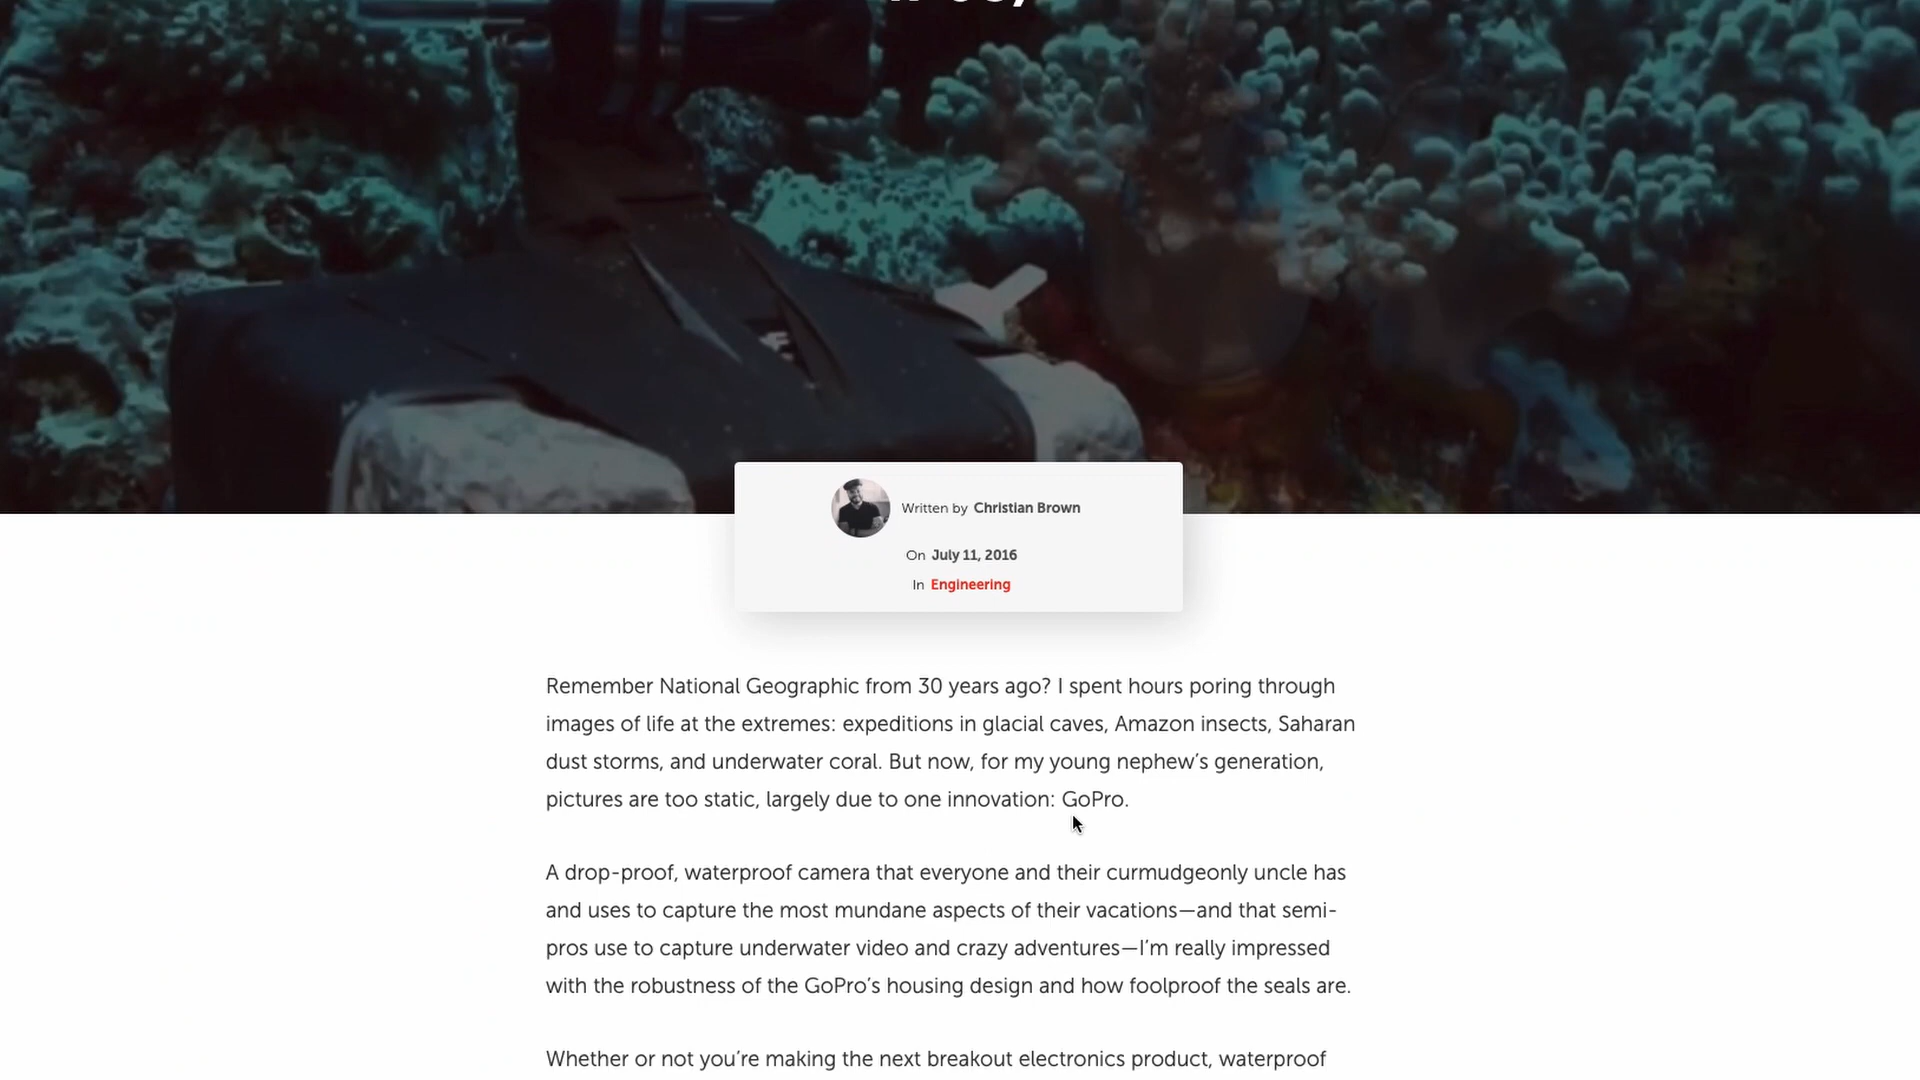 Written by Christian Brown
On July 11, 2016
In Engineering
Remember National Geographic from 30 years ago? I spent hours poring through
images of life at the extremes: expeditions in glacial caves, Amazon insects, Saharan
dust storms, and underwater coral. But now, for my young nephew’s generation,
pictures are too static, largely due to one innovation: GoPro.
A drop-proof, waterproof camera that everyone and their curmudgeonly uncle has
and uses to capture the most mundane aspects of their vacations—and that semi-
pros use to capture underwater video and crazy adventures—I’m really impressed
with the robustness of the GoPro’s housing design and how foolproof the seals are.
Whether or not you’re making the next breakout electronics product, waterproof